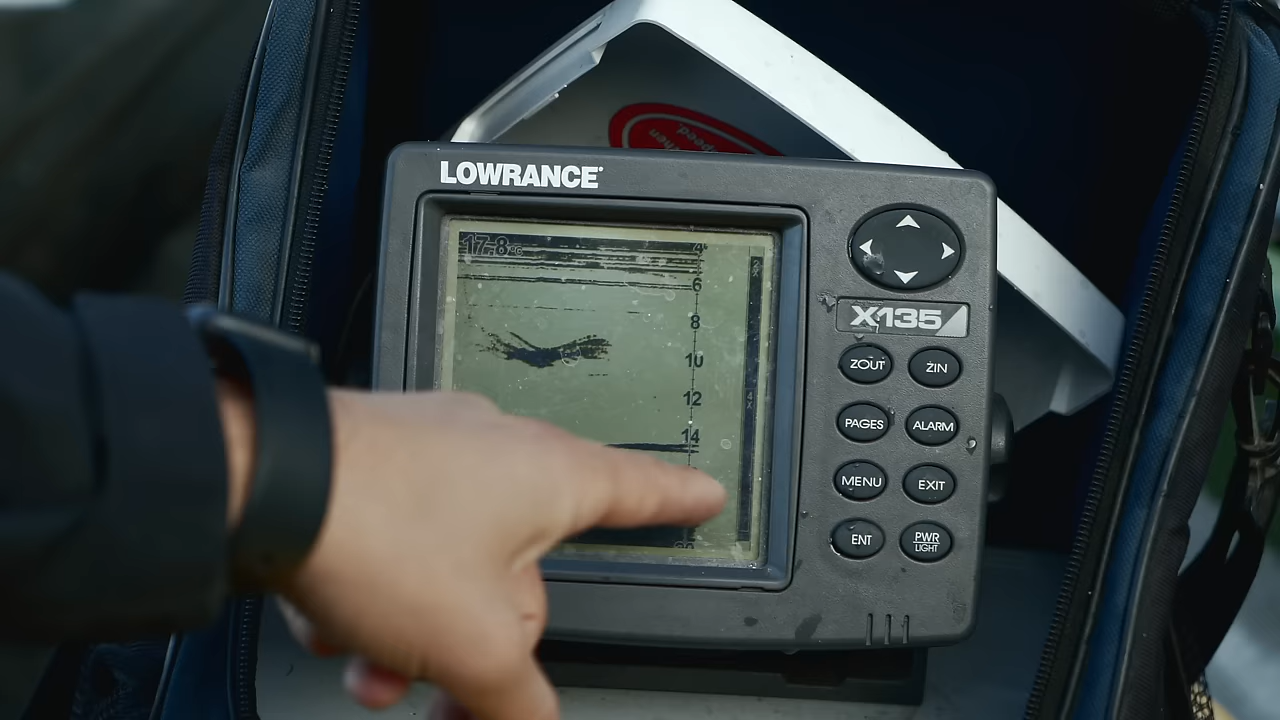 LOWRANCE
17.8°C
4
6
8
10
12
14
4X
X135
ZOUT ZIN
PAGES ALARM
MENU EXIT
ENT PWR
LIGHT